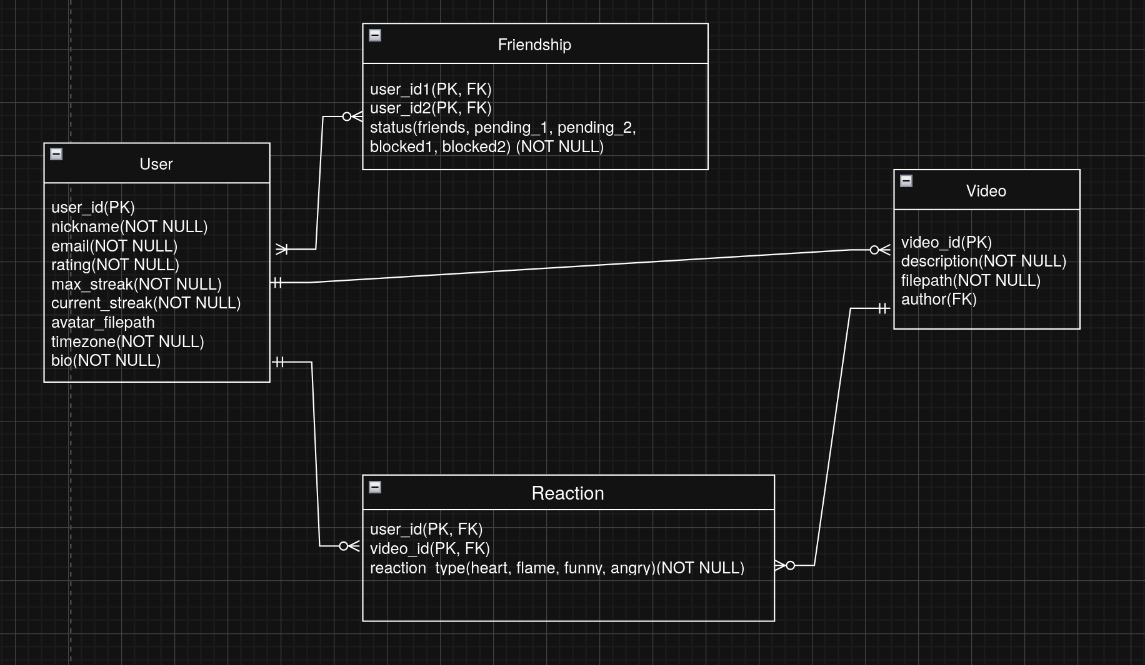 Friendship
user_id1(PK, FK)
user_id2(PK, FK)
status(friends, pending_1, pending_2,
blocked1, blocked2) (NOT NULL)
User
user_id(PK)
nickname(NOT NULL)
email(NOT NULL)
rating(NOT NULL)
max_streak(NOT NULL)
current_streak(NOT NULL)
avatar_filepath
timezone(NOT NULL)
bio(NOT NULL)
Video
video_id(PK)
description(NOT NULL)
filepath(NOT NULL)
author(FK)
Reaction
user_id(PK, FK)
video_id(PK, FK)
reaction_type(heart, flame, funny, angry)(NOT NULL)